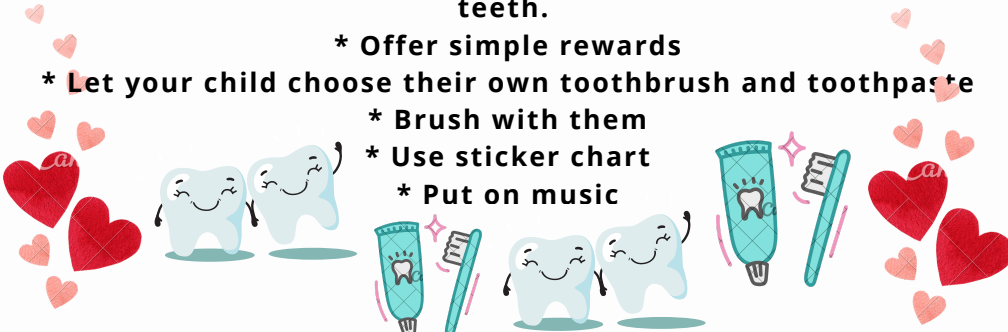 teeth.
* Offer simple rewards
* Let your child choose their own toothbrush and toothpaste
* Brush with them
* Use sticker chart
* Put on music